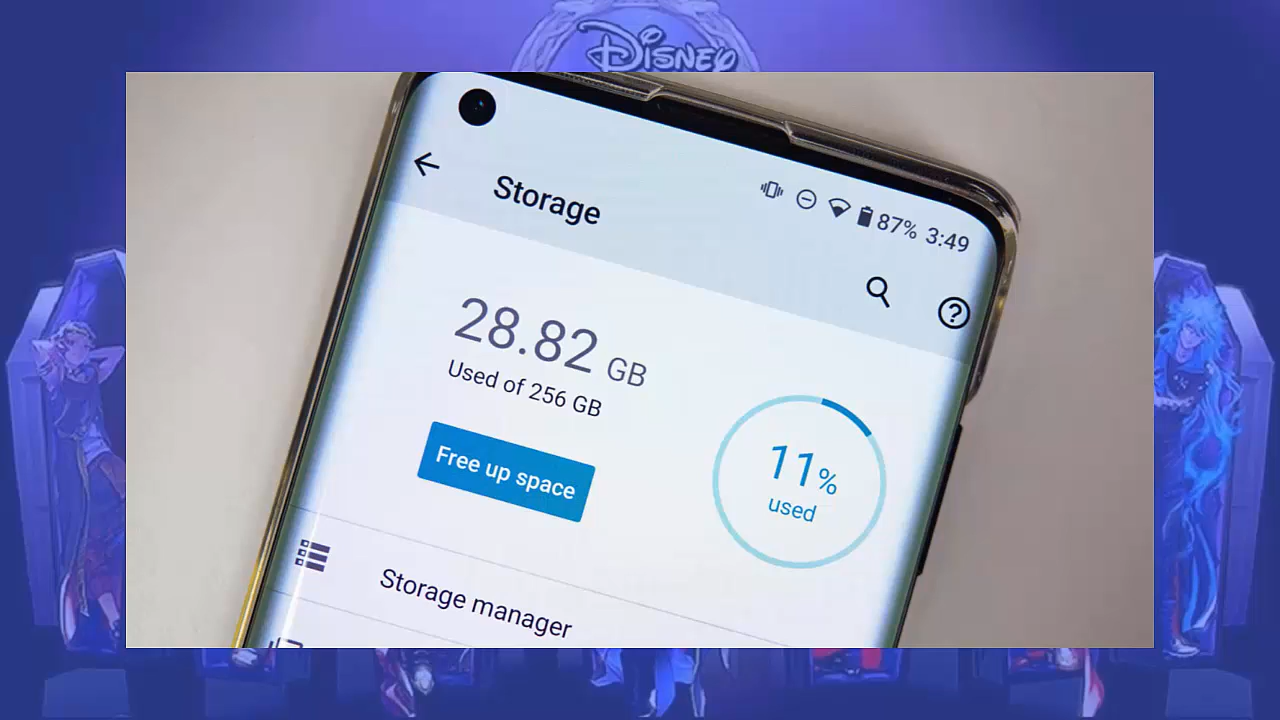 Disney
87% 3:49
Storage
28.82 GB
Used of 256 GB
Free up space
11%
used
Storage manager